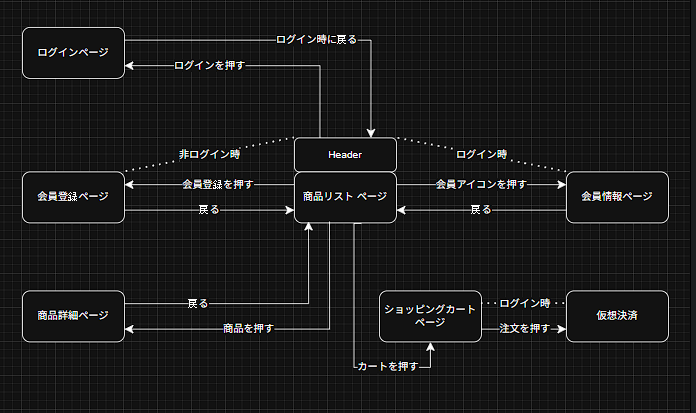 ログインページ
ログイン時に戻る
ログインを押す
非ログイン時
Header
ログイン時
会員登録ページ
会員登録を押す
戻る
商品リスト ページ
会員アイコンを押す
戻る
会員情報ページ
商品詳細ページ
戻る
商品を押す
ショッピングカート
ページ
ログイン時
注文を押す
仮想決済
カートを押す